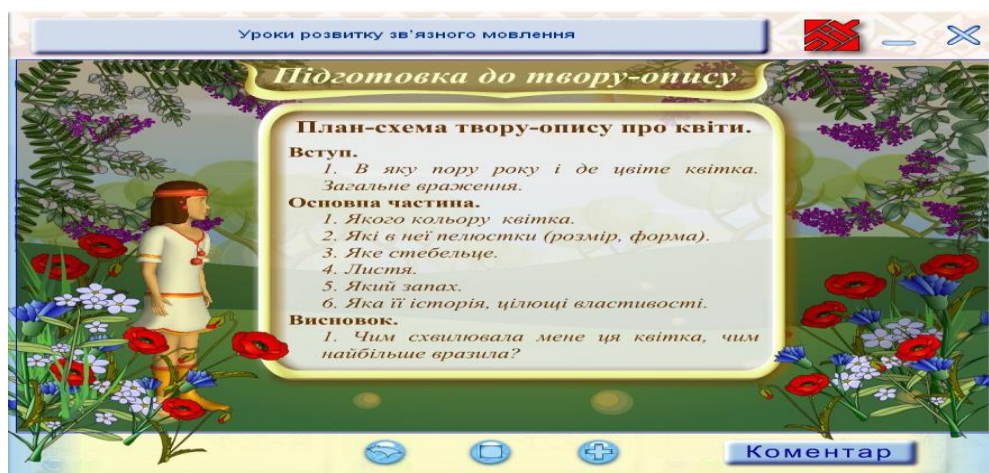 Уроки розвитку зв'язного мовлення
Підготовка до твору-опису
План-схема твору-опису про квіти.
Вступ.
1. В яку пору року і де цвіте квітка.
Загальне враження.
Основна частина.
1. Якого кольору квітка.
2. Які в неї пелюстки (розмір, форма).
3. Яке стебельце.
4. Листя.
5. Який запах.
6. Яка її історія, цілющі властивості.
Висновок.
1. Чим схвилювала мене ця квітка, чим
найбільше вразила?
Коментар